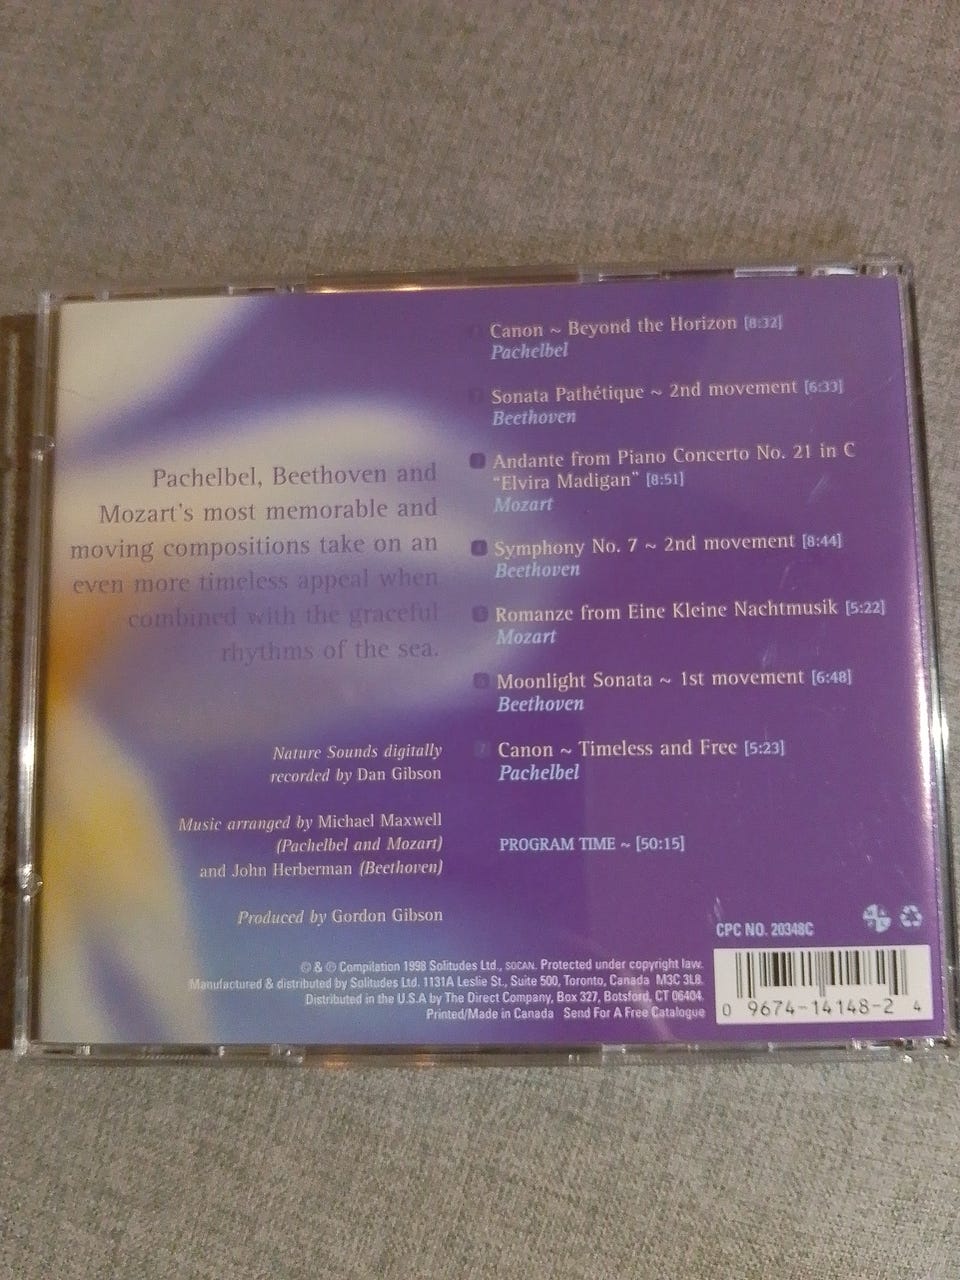 Pachelbel, Beethoven and
Mozart's most memorable and
moving compositions take on an
even more timeless appeal when
combined with the graceful
rhythms of the sea.
Nature Sounds digitally
recorded by Dan Gibson
Music arranged by Michael Maxwell
(Pachelbel and Mozart)
and John Herberman (Beethoven)
Produced by Gordon Gibson
Canon ~ Beyond the Horizon [8:32]
Pachelbel
Sonata Pathétique ~ 2nd movement [6:33]
Beethoven
Andante from Piano Concerto No. 21 in C
"Elvira Madigan" [8:51]
Mozart
Symphony No. 7 ~ 2nd movement [8:44]
Beethoven
Romanze from Eine Kleine Nachtmusik [5:22]
Mozart
Moonlight Sonata ~ 1st movement [6:48]
Beethoven
Canon ~ Timeless and Free [5:23]
Pachelbel
PROGRAM TIME ~ [50:15]
CPC NO. 20348C
© & ℗ Compilation 1998 Solitudes Ltd., SOCAN. Protected under copyright law.
Manufactured & distributed by Solitudes Ltd. 1131A Leslie St., Suite 500, Toronto, Canada M3C 3L8.
Distributed in the U.S.A by The Direct Company, Box 327, Botsford, CT 06404.
Printed/Made in Canada Send For A Free Catalogue
0 9674-14148-2 4